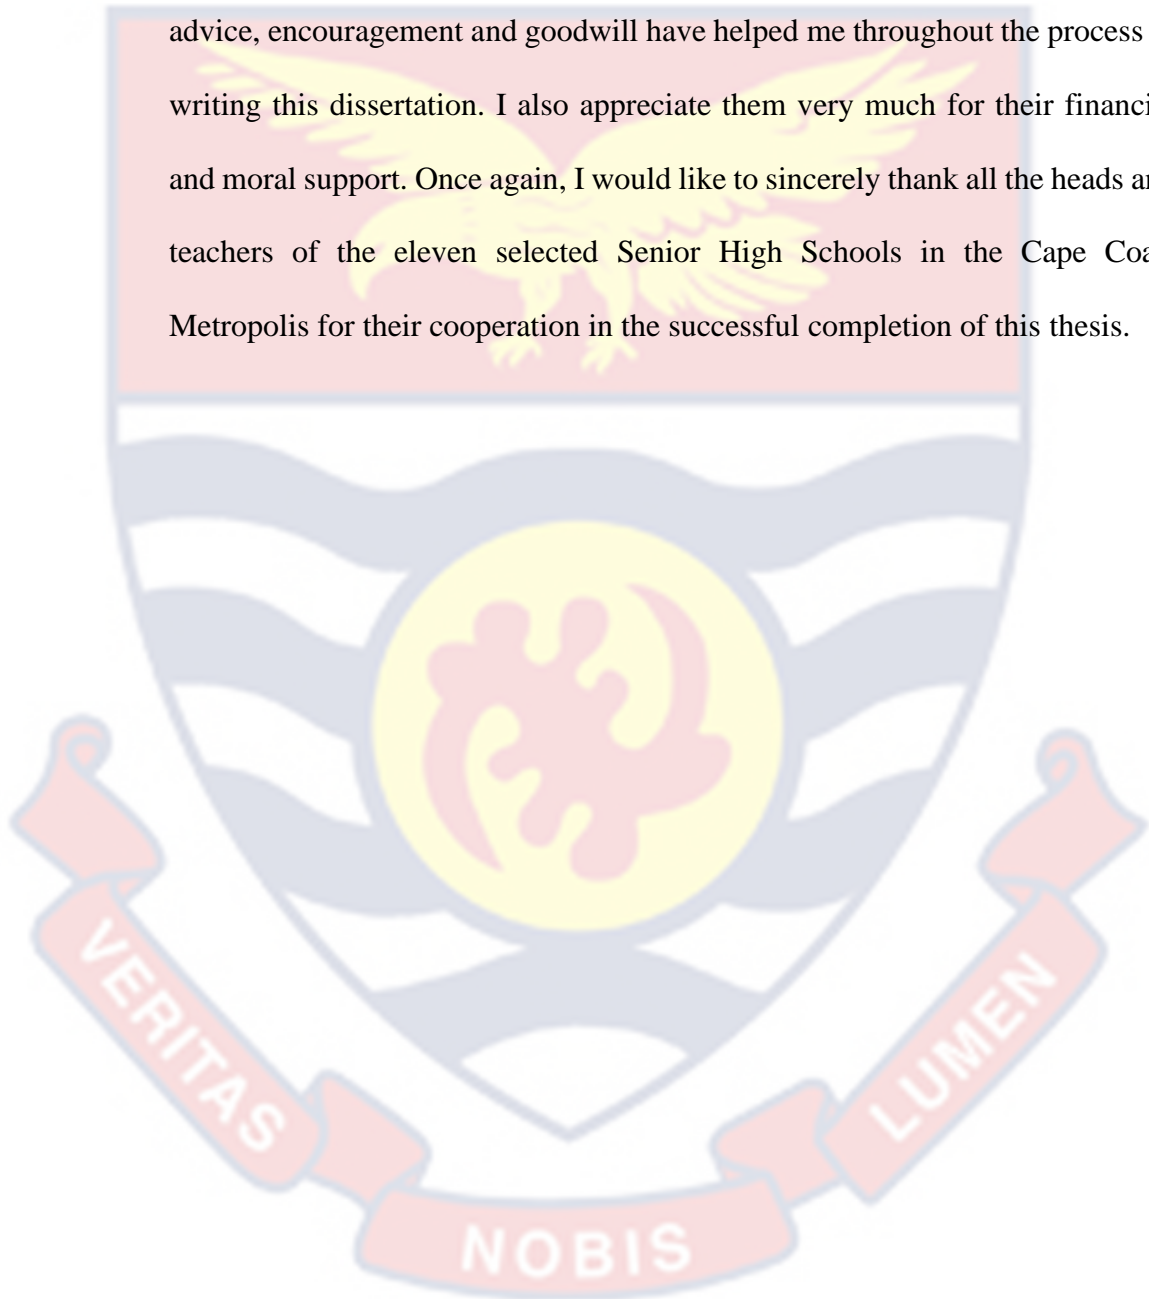 advice, encouragement and goodwill have helped me throughout the process
writing this dissertation. I also appreciate them very much for their financi
and moral support. Once again, I would like to sincerely thank all the heads a
teachers of the eleven selected Senior High Schools in the Cape Coa
Metropolis for their cooperation in the successful completion of this thesis.
VERITAS
NOBIS
LUMEN